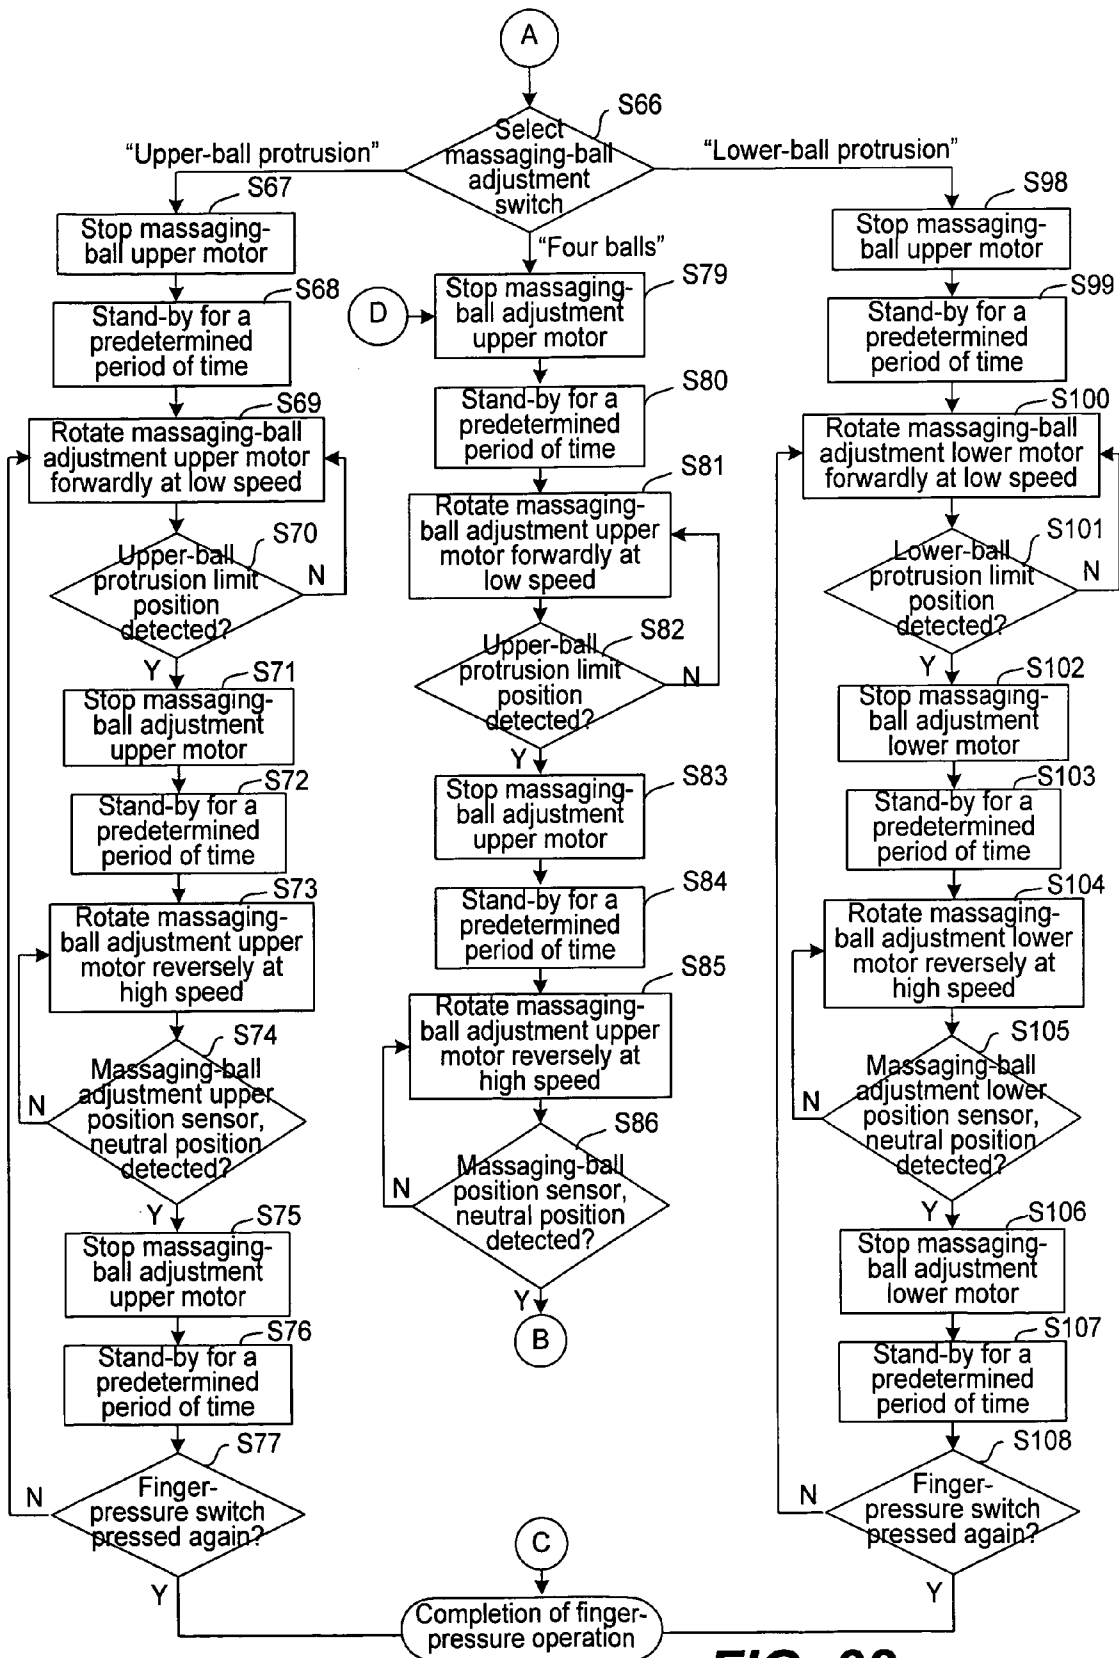 A
S66
Select
massaging-ball
adjustment
switch
"Upper-ball protrusion"
"Lower-ball protrusion"
"Four balls"
S67
Stop massaging-
ball upper motor
S68
Stand-by for a
predetermined
period of time
S69
Rotate massaging-ball
adjustment upper motor
forwardly at low speed
S70
Upper-ball
protrusion limit
position
detected?
N
Y
S71
Stop massaging-
ball adjustment
upper motor
S72
Stand-by for a
predetermined
period of time
S73
Rotate massaging-
ball adjustment upper
motor reversely at
high speed
S74
Massaging-ball
adjustment upper
position sensor,
neutral position
detected?
N
Y
S75
Stop massaging-
ball adjustment
upper motor
S76
Stand-by for a
predetermined
period of time
S77
Finger-
pressure switch
pressed again?
N
Y
D
S79
Stop massaging-
ball adjustment
upper motor
S80
Stand-by for a
predetermined
period of time
S81
Rotate massaging-
ball adjustment upper
motor forwardly at
low speed
S82
Upper-ball
protrusion limit
position
detected?
N
Y
S83
Stop massaging-
ball adjustment
upper motor
S84
Stand-by for a
predetermined
period of time
S85
Rotate massaging-
ball adjustment upper
motor reversely at
high speed
S86
Massaging-ball
position sensor,
neutral position
detected?
N
Y
B
S98
Stop massaging-
ball upper motor
S99
Stand-by for a
predetermined
period of time
S100
Rotate massaging-ball
adjustment lower motor
forwardly at low speed
S101
Lower-ball
protrusion limit
position
detected?
N
Y
S102
Stop massaging-
ball adjustment
lower motor
S103
Stand-by for a
predetermined
period of time
S104
Rotate massaging-
ball adjustment lower
motor reversely at
high speed
S105
Massaging-ball
adjustment lower
position sensor,
neutral position
detected?
N
Y
S106
Stop massaging-
ball adjustment
lower motor
S107
Stand-by for a
predetermined
period of time
S108
Finger-
pressure switch
pressed again?
N
Y
C
Completion of finger-
pressure operation